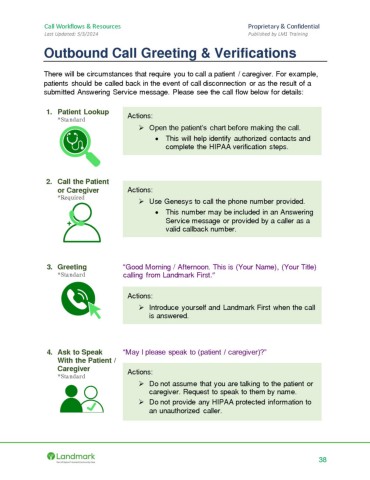 Call Workflows & Resources
Proprietary & Confidential
Last Updated: 5/3/2024
Published by LM1 Training
Outbound Call Greeting & Verifications
There will be circumstances that require you to call a patient / caregiver. For example,
patients should be called back in the event of call disconnection or as the result of a
submitted Answering Service message. Please see the call flow below for details:
1. Patient Lookup
*Standard
Actions:
➢ Open the patient's chart before making the call.
• This will help identify authorized contacts and
complete the HIPAA verification steps.
2. Call the Patient
or Caregiver
*Required
Actions:
➢ Use Genesys to call the phone number provided.
• This number may be included in an Answering
Service message or provided by a caller as a
valid callback number.
3. Greeting
*Standard
"Good Morning / Afternoon. This is (Your Name), (Your Title)
calling from Landmark First."
Actions:
➢ Introduce yourself and Landmark First when the call
is answered.
4. Ask to Speak
With the Patient /
Caregiver
*Standard
"May I please speak to (patient / caregiver)?"
Actions:
➢ Do not assume that you are talking to the patient or
caregiver. Request to speak to them by name.
➢ Do not provide any HIPAA protected information to
an unauthorized caller.
Landmark
38